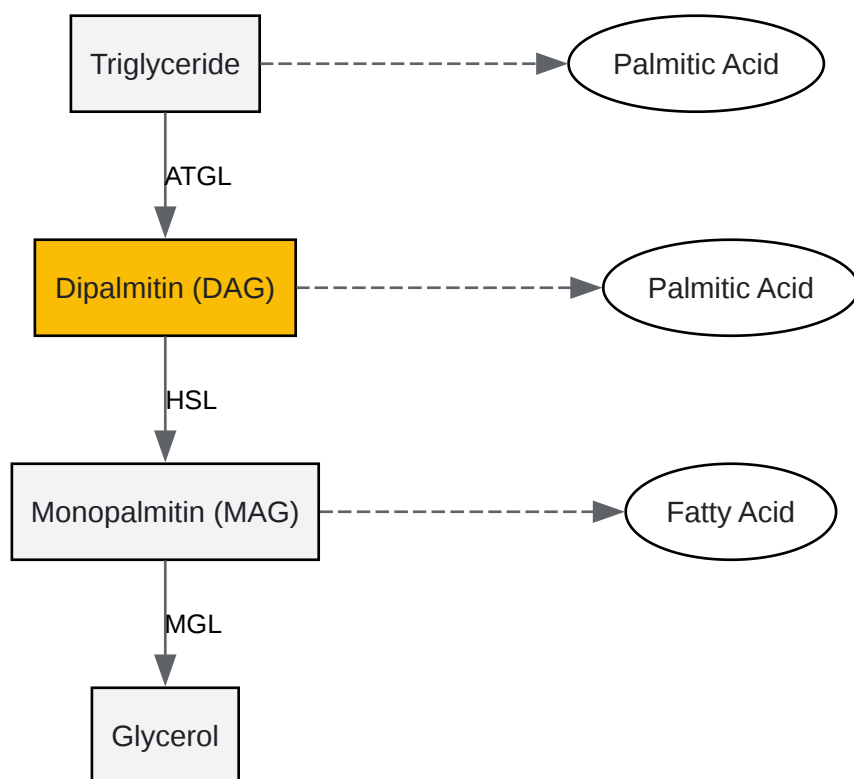 Triglyceride
Palmitic Acid
ATGL
Dipalmitin (DAG)
Palmitic Acid
HSL
Monopalmitin (MAG)
Fatty Acid
MGL
Glycerol